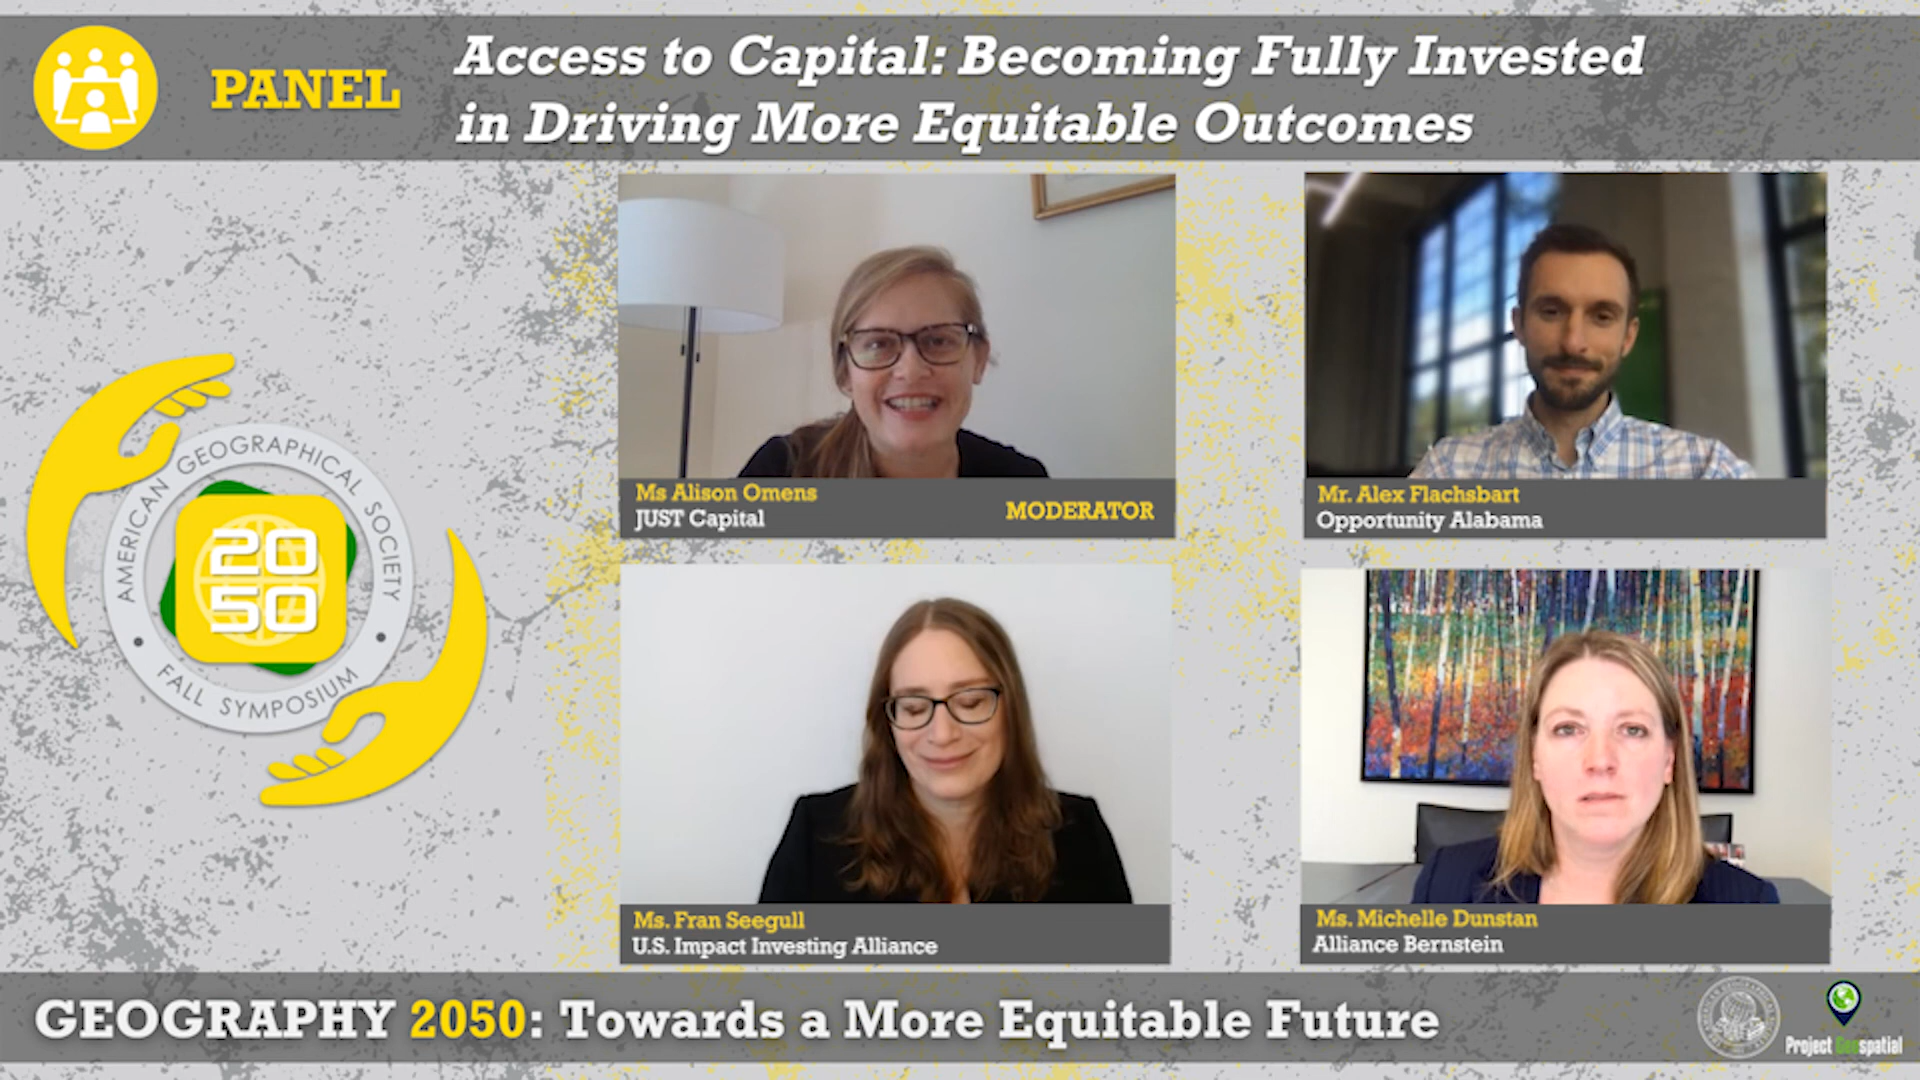 PANEL
Access to Capital: Becoming Fully Invested
in Driving More Equitable Outcomes
Ms Alison Omens
JUST Capital
MODERATOR
Mr. Alex Flachsbart
Opportunity Alabama
AMERICAN GEOGRAPHICAL SOCIETY
20
50
FALL SYMPOSIUM
Ms. Fran Seegull
U.S. Impact Investing Alliance
Ms. Michelle Dunstan
Alliance Bernstein
GEOGRAPHY 2050: Towards a More Equitable Future
Project Geospatial